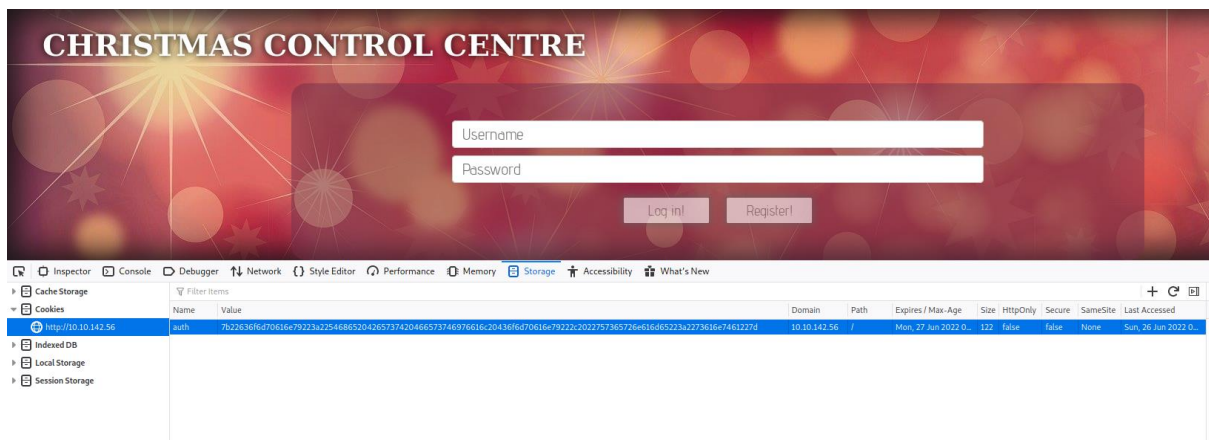 CHRISTMAS CONTROL CENTRE
Username
Password
Log in! Register!
Inspector Console Debugger Network Style Editor Performance Memory Storage Accessibility What's New
Cache Storage
Filter Items
Cookies
Name Value Domain Path Expires / Max-Age Size HttpOnly Secure SameSite Last Accessed
http://10.10.142.56
auth 7b22636f6d70616e79223a22546865204265737420466573746976616c20436f6d70616e79222c2022757365726e616d65223a2273616e7461227d 10.10.142.56 / Mon, 27 Jun 2022 0... 122 false false None Sun, 26 Jun 2022 0...
Indexed DB
Local Storage
Session Storage